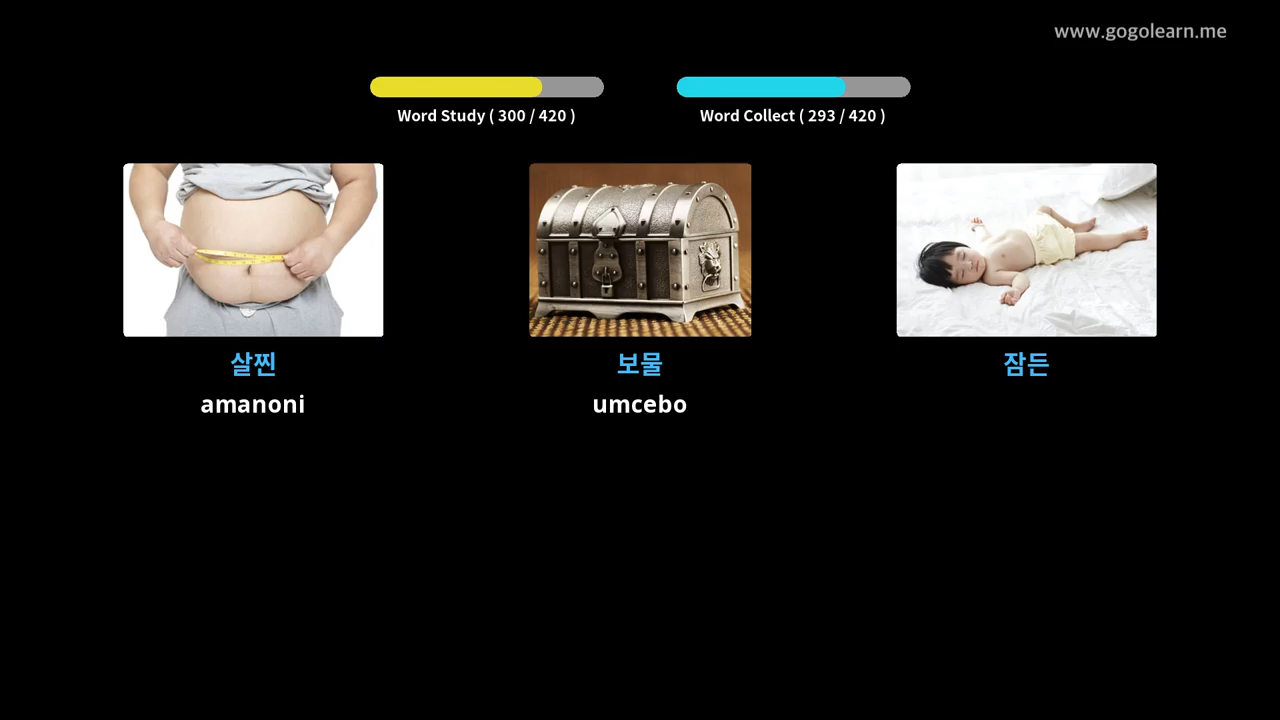 www.gogolearn.me
Word Study ( 300 / 420 )
Word Collect ( 293 / 420 )
살찐
보물
잠든
amanoni
umcebo